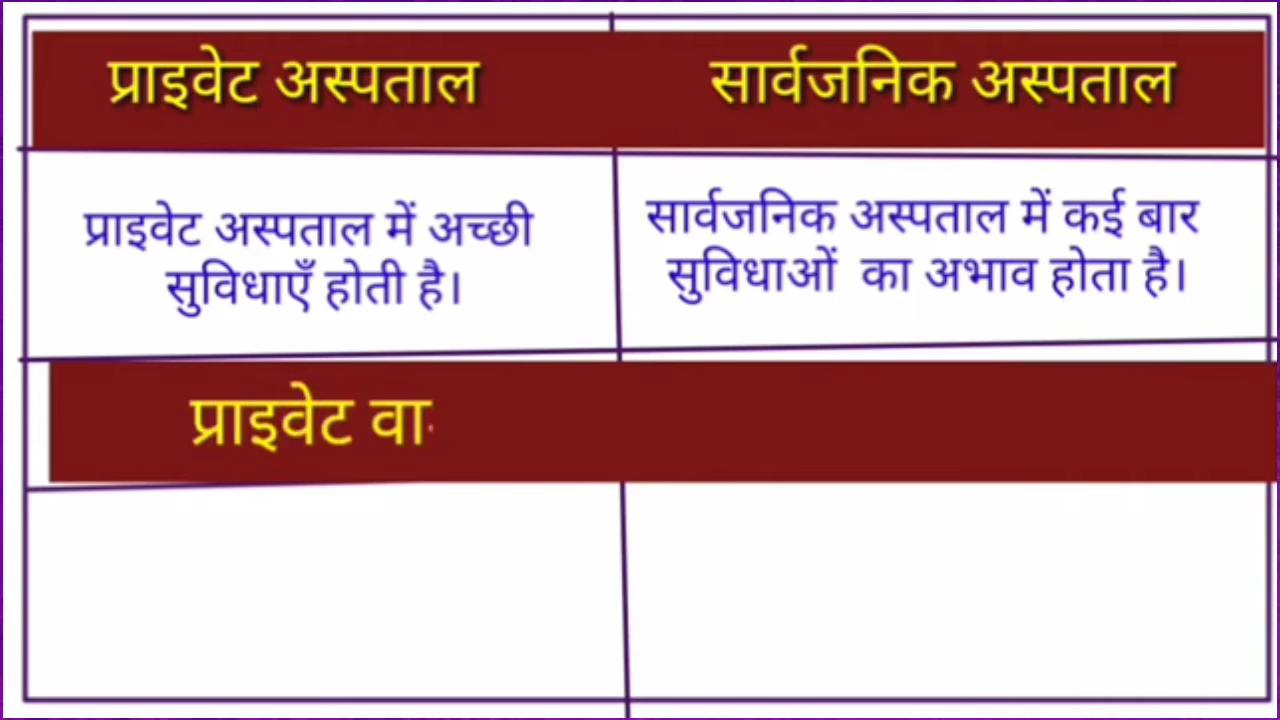 प्राइवेट अस्पताल
सार्वजनिक अस्पताल
प्राइवेट अस्पताल में अच्छी
सुविधाएँ होती है।
सार्वजनिक अस्पताल में कई बार
सुविधाओं का अभाव होता है।
प्राइवेट वा